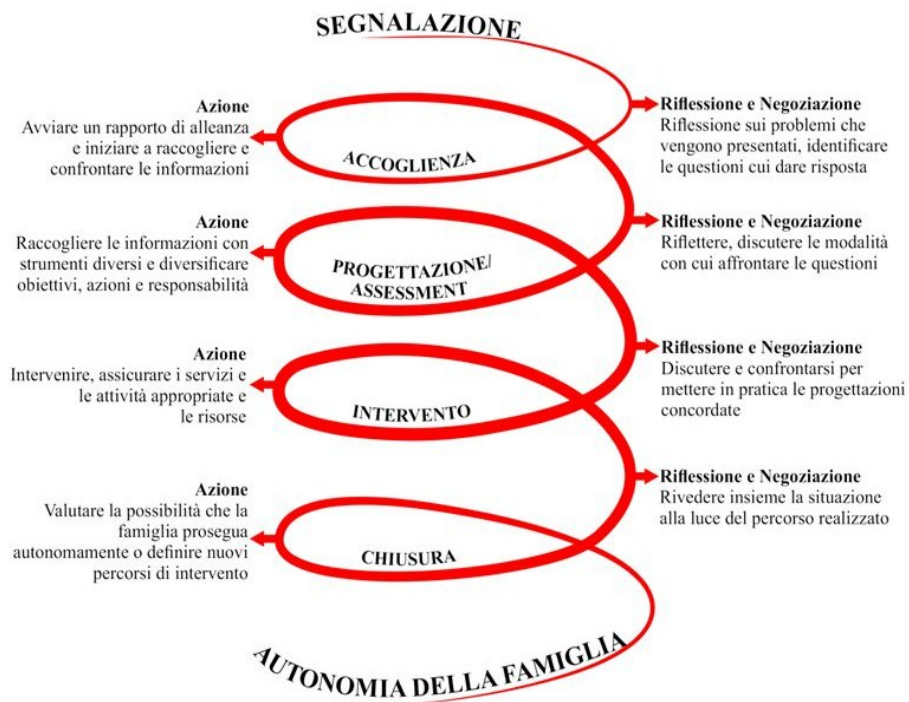 SEGNALAZIONE
Azione
Avviare un rapporto di alleanza
e iniziare a raccogliere e
confrontare le informazioni
ACCOGLIENZA
Riflessione e Negoziazione
Riflessione sui problemi che
vengono presentati, identificare
le questioni cui dare risposta
Azione
Raccogliere le informazioni con
strumenti diversi e diversificare
obiettivi, azioni e responsabilità
PROGETTAZIONE/
ASSESSMENT
Riflessione e Negoziazione
Riflettere, discutere le modalità
con cui affrontare le questioni
Azione
Intervenire, assicurare i servizi e
le attività appropriate e
le risorse
INTERVENTO
Riflessione e Negoziazione
Discutere e confrontarsi per
mettere in pratica le progettazioni
concordate
Azione
Valutare la possibilità che la
famiglia prosegua
autonomamente o definire nuovi
percorsi di intervento
CHIUSURA
Riflessione e Negoziazione
Rivedere insieme la situazione
alla luce del percorso realizzato
AUTONOMIA DELLA FAMIGLIA